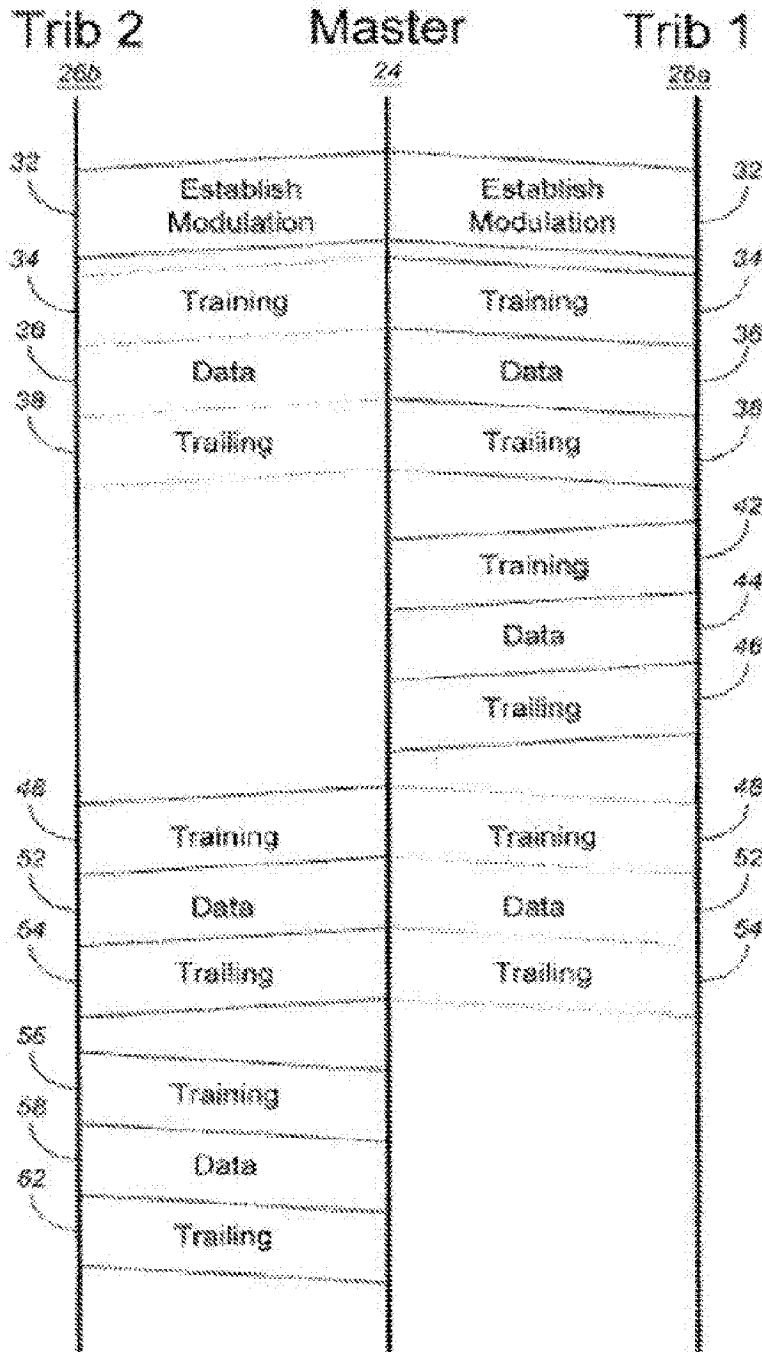 Trib 2 Master Trib 1
26b 24 26a
32 Establish Modulation Establish Modulation 32
34 Training Training 34
36 Data Data 36
38 Trailing Trailing 38
Training 42
Data 44
Trailing 46
48 Training Training 48
52 Data Data 52
54 Trailing Trailing 54
56 Training
58 Data
62 Trailing